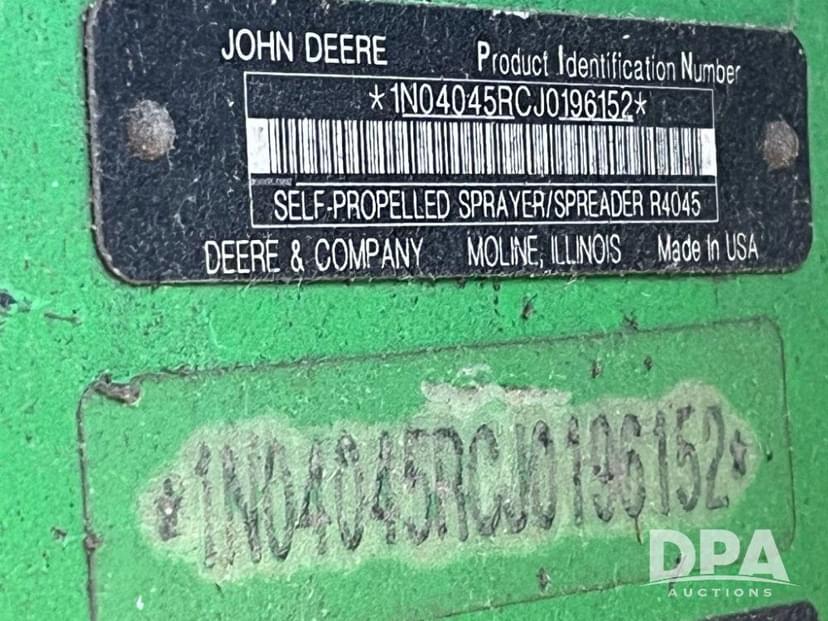 JOHN DEERE Product Identification Number
*1N04045RCJ0196152*
SELF-PROPELLED SPRAYER/SPREADER R4045
DEERE & COMPANY MOLINE, ILLINOIS Made In USA
*1N04045RCJ0196152*
DPA
AUCTIONS